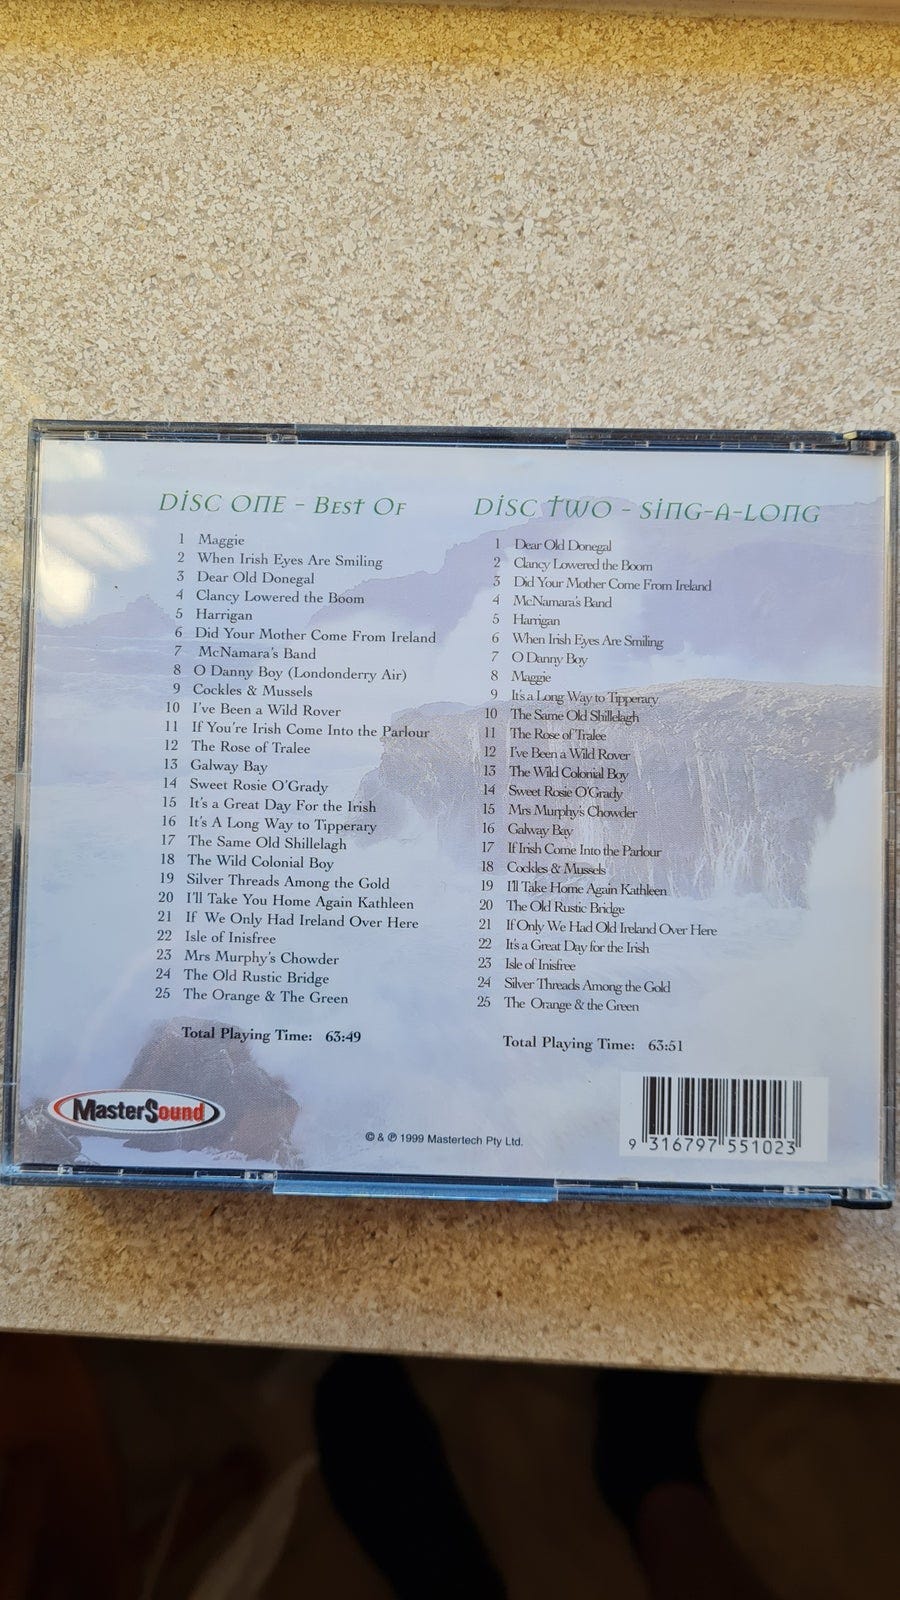 DISC ONE - BEST OF
1 Maggie
2 When Irish Eyes Are Smiling
3 Dear Old Donegal
4 Clancy Lowered the Boom
5 Harrigan
6 Did Your Mother Come From Ireland
7 McNamara's Band
8 O Danny Boy (Londonderry Air)
9 Cockles & Mussels
10 I've Been a Wild Rover
11 If You're Irish Come Into the Parlour
12 The Rose of Tralee
13 Galway Bay
14 Sweet Rosie O'Grady
15 It's a Great Day For the Irish
16 It's A Long Way to Tipperary
17 The Same Old Shillelagh
18 The Wild Colonial Boy
19 Silver Threads Among the Gold
20 I'll Take You Home Again Kathleen
21 If We Only Had Ireland Over Here
22 Isle of Inisfree
23 Mrs Murphy's Chowder
24 The Old Rustic Bridge
25 The Orange & The Green
Total Playing Time: 63:49
DISC TWO - SING-A-LONG
1 Dear Old Donegal
2 Clancy Lowered the Boom
3 Did Your Mother Come From Ireland
4 McNamara's Band
5 Harrigan
6 When Irish Eyes Are Smiling
7 O Danny Boy
8 Maggie
9 It's a Long Way to Tipperary
10 The Same Old Shillelagh
11 The Rose of Tralee
12 I've Been a Wild Rover
13 The Wild Colonial Boy
14 Sweet Rosie O'Grady
15 Mrs Murphy's Chowder
16 Galway Bay
17 If Irish Come Into the Parlour
18 Cockles & Mussels
19 I'll Take Home Again Kathleen
20 The Old Rustic Bridge
21 If Only We Had Old Ireland Over Here
22 It's a Great Day for the Irish
23 Isle of Inisfree
24 Silver Threads Among the Gold
25 The Orange & the Green
Total Playing Time: 63:51
MasterSound
© & ℗ 1999 Mastertech Pty Ltd.
9 316797 551023